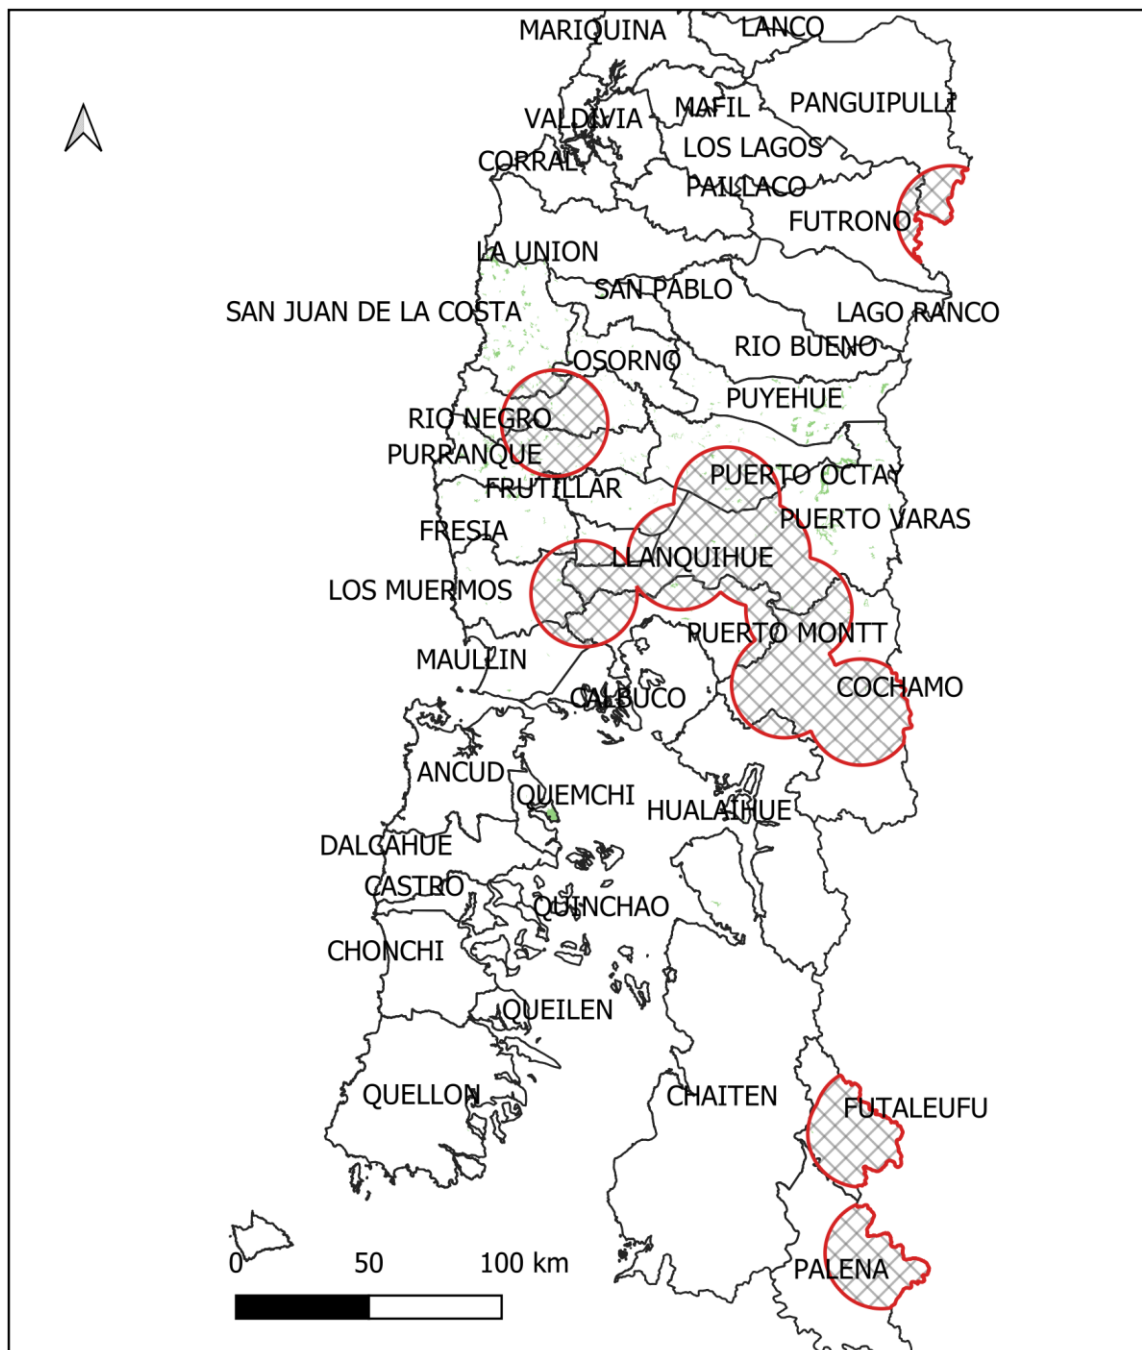 MARIQUINA
LANCO
PANGUIPULLI
MAFIL
VALDIVIA
LOS LAGOS
CORRAL
PAILLACO
FUTRONO
LA UNION
SAN PABLO
SAN JUAN DE LA COSTA
LAGO RANCO
RIO BUENO
OSORNO
PUYEHUE
RIO NEGRO
PURRANQUE
PUERTO OCTAY
FRUTILLAR
PUERTO VARAS
FRESIA
LLANQUIHUE
LOS MUERMOS
PUERTO MONTT
MAULLIN
COCHAMO
CALBUCO
ANCUD
QUEMCHI
HUALAIHUE
DALCAHUE
CASTRO
QUINCHAO
CHONCHI
QUEILEN
QUELLON
CHAITEN
FUTALEUFU
PALENA
0 50 100 km